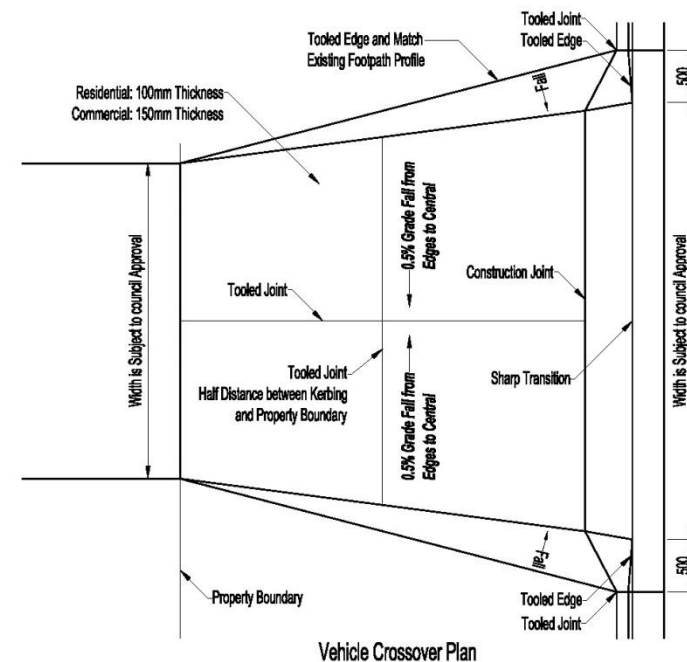 Tooled Joint
Tooled Edge
Tooled Edge and Match
Existing Footpath Profile
500
Fall
Residential: 100mm Thickness
Commercial: 150mm Thickness
0.5% Grade Fall from
Edges to Central
Width is Subject to council Approval
Construction Joint
Width is Subject to council Approval
Tooled Joint
Tooled Joint
Half Distance between Kerbing
and Property Boundary
Sharp Transition
0.5% Grade Fall from
Edges to Central
Fall
500
Property Boundary
Tooled Edge
Tooled Joint
Vehicle Crossover Plan